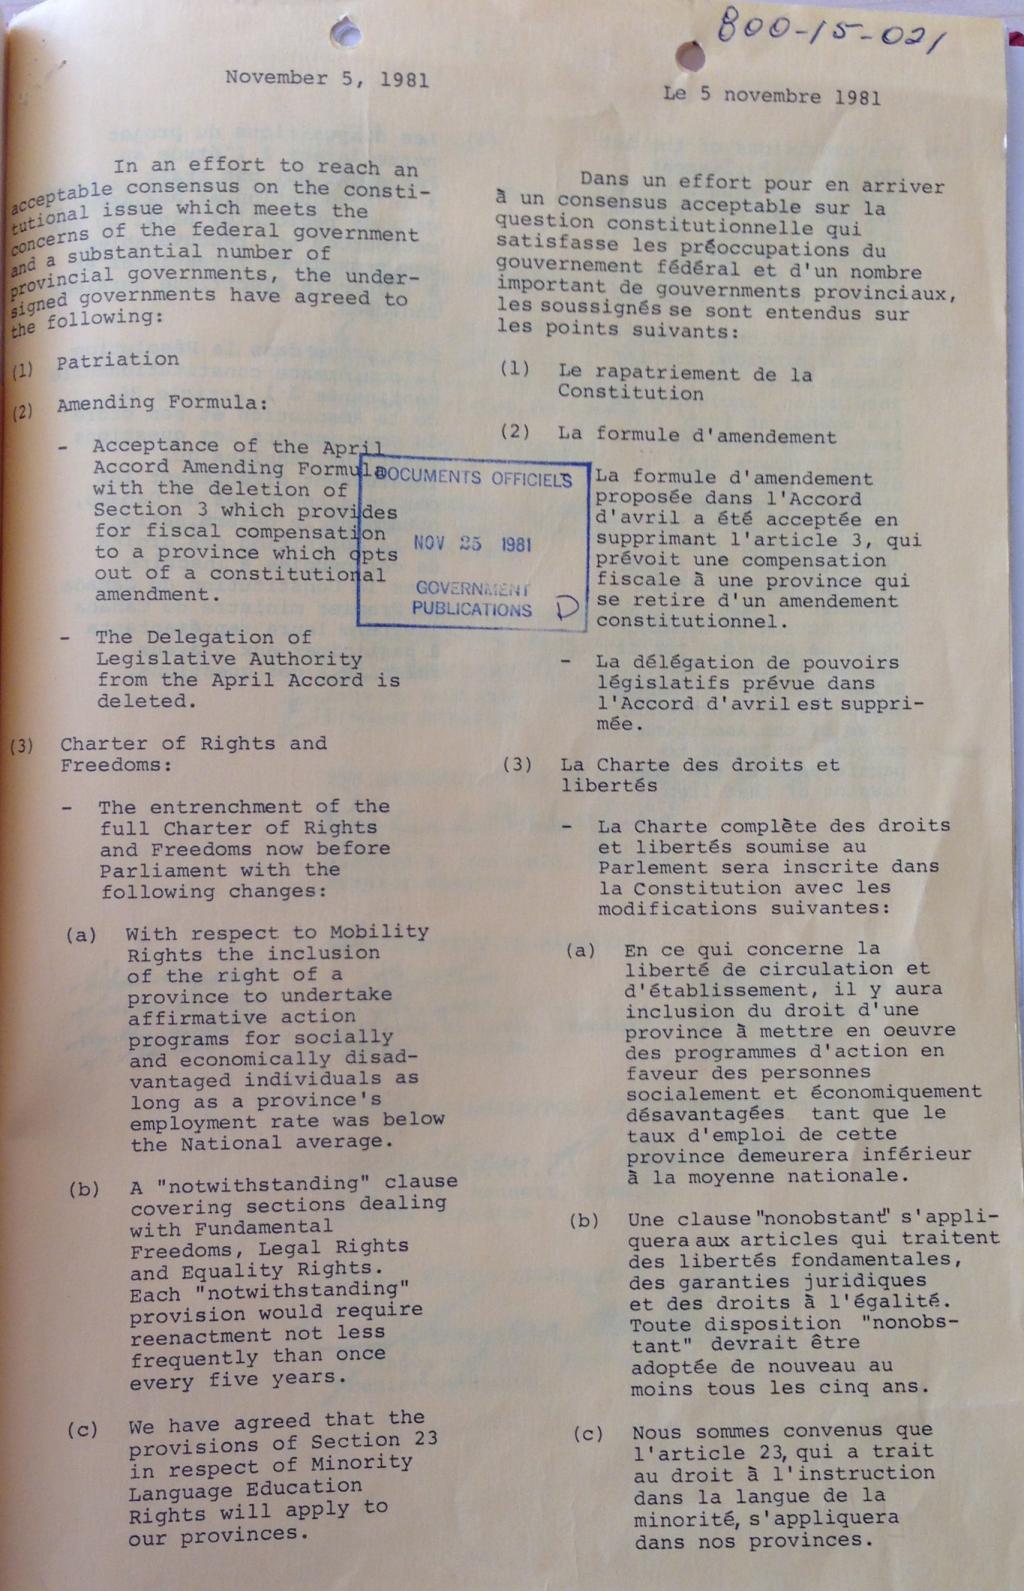 800-15-021
November 5, 1981
In an effort to reach an
acceptable consensus on the consti-
tutional issue which meets the
concerns of the federal government
and a substantial number of
provincial governments, the under-
signed governments have agreed to
the following:
(1) Patriation
(2) Amending Formula:
- Acceptance of the April
Accord Amending Formula
with the deletion of
Section 3 which provides
for fiscal compensation
to a province which opts
out of a constitutional
amendment.
- The Delegation of
Legislative Authority
from the April Accord is
deleted.
(3) Charter of Rights and
Freedoms:
- The entrenchment of the
full Charter of Rights
and Freedoms now before
Parliament with the
following changes:
(a) With respect to Mobility
Rights the inclusion
of the right of a
province to undertake
affirmative action
programs for socially
and economically disad-
vantaged individuals as
long as a province's
employment rate was below
the National average.
(b) A "notwithstanding" clause
covering sections dealing
with Fundamental
Freedoms, Legal Rights
and Equality Rights.
Each "notwithstanding"
provision would require
reenactment not less
frequently than once
every five years.
(c) We have agreed that the
provisions of Section 23
in respect of Minority
Language Education
Rights will apply to
our provinces.
DOCUMENTS OFFICIELS
NOV 25 1981
GOVERNMENT
PUBLICATIONS D
Le 5 novembre 1981
Dans un effort pour en arriver
à un consensus acceptable sur la
question constitutionnelle qui
satisfasse les préoccupations du
gouvernement fédéral et d'un nombre
important de gouvernments provinciaux,
les soussignés se sont entendus sur
les points suivants:
(1) Le rapatriement de la
Constitution
(2) La formule d'amendement
La formule d'amendement
proposée dans l'Accord
d'avril a été acceptée en
supprimant l'article 3, qui
prévoit une compensation
fiscale à une province qui
se retire d'un amendement
constitutionnel.
- La délégation de pouvoirs
législatifs prévue dans
l'Accord d'avril est suppri-
mée.
(3) La Charte des droits et
libertés
- La Charte complète des droits
et libertés soumise au
Parlement sera inscrite dans
la Constitution avec les
modifications suivantes:
(a) En ce qui concerne la
liberté de circulation et
d'établissement, il y aura
inclusion du droit d'une
province à mettre en oeuvre
des programmes d'action en
faveur des personnes
socialement et économiquement
désavantagées tant que le
taux d'emploi de cette
province demeurera inférieur
à la moyenne nationale.
(b) Une clause "nonobstant" s'appli-
quera aux articles qui traitent
des libertés fondamentales,
des garanties juridiques
et des droits à l'égalité.
Toute disposition "nonobs-
tant" devrait être
adoptée de nouveau au
moins tous les cinq ans.
(c) Nous sommes convenus que
l'article 23, qui a trait
au droit à l'instruction
dans la langue de la
minorité, s'appliquera
dans nos provinces.